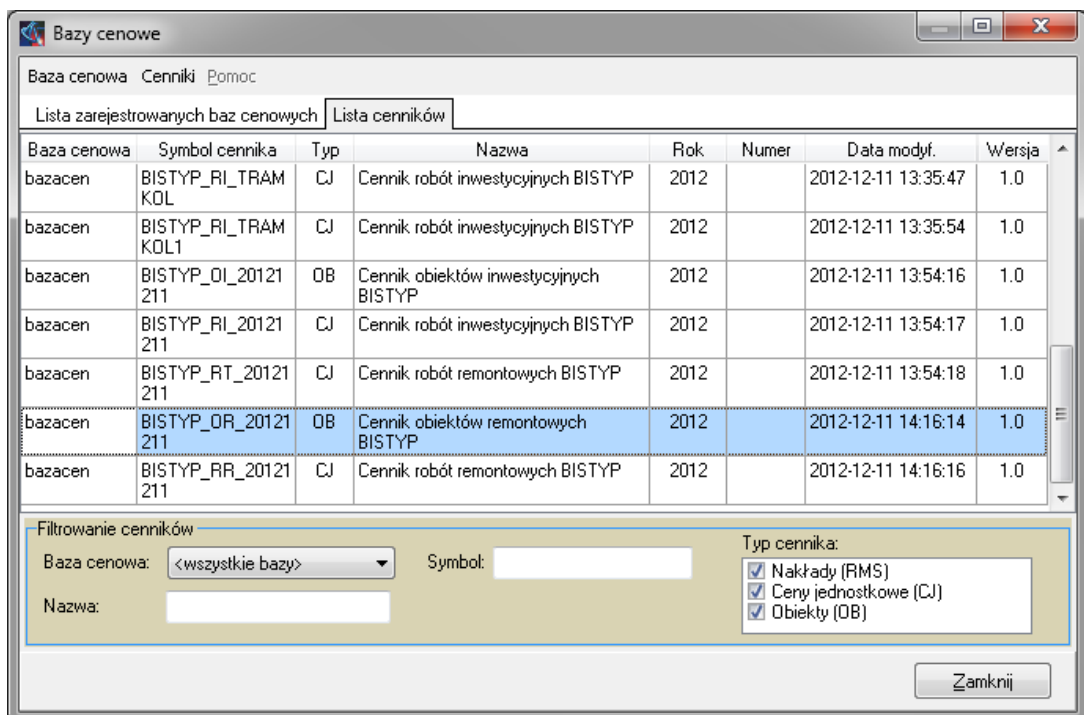 Bazy cenowe
Baza cenowa Cenniki Pomoc
Lista zarejestrowanych baz cenowych Lista cenników
Baza cenowa Symbol cennika Typ Nazwa Rok Numer Data modyf. Wersja
bazacen BISTYP_RI_TRAM CJ Cennik robót inwestycyjnych BISTYP 2012 2012-12-11 13:35:47 1.0
KOL
bazacen BISTYP_RI_TRAM CJ Cennik robót inwestycyjnych BISTYP 2012 2012-12-11 13:35:54 1.0
KOL1
bazacen BISTYP_OI_20121 OB Cennik obiektów inwestycyjnych 2012 2012-12-11 13:54:16 1.0
211 BISTYP
bazacen BISTYP_RI_20121 CJ Cennik robót inwestycyjnych BISTYP 2012 2012-12-11 13:54:17 1.0
211
bazacen BISTYP_RT_20121 CJ Cennik robót remontowych BISTYP 2012 2012-12-11 13:54:18 1.0
211
bazacen BISTYP_OR_20121 OB Cennik obiektów remontowych 2012 2012-12-11 14:16:14 1.0
211 BISTYP
bazacen BISTYP_RR_20121 CJ Cennik robót remontowych BISTYP 2012 2012-12-11 14:16:16 1.0
211
Filtrowanie cenników
Baza cenowa: <wszystkie bazy> Symbol: Typ cennika:
Nakłady (RMS)
Ceny jednostkowe (CJ)
Nazwa: Obiekty (OB)
Zamknij